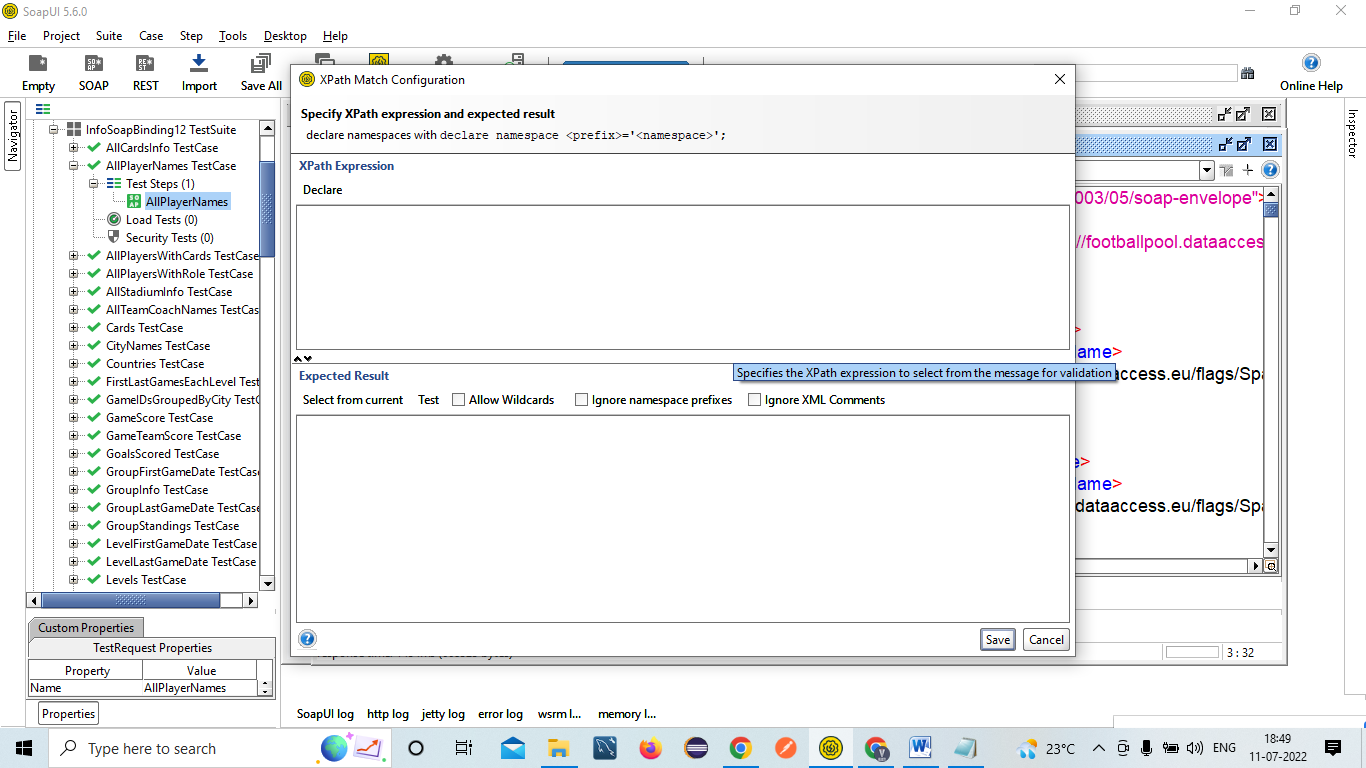 SoapUI 5.6.0
File Project Suite Case Step Tools Desktop Help
Empty SOAP REST Import Save All Online Help
XPath Match Configuration
Specify XPath expression and expected result
declare namespaces with declare namespace <prefix>='<namespace>';
XPath Expression
Declare
Specifies the XPath expression to select from the message for validation
Expected Result
Select from current Test Allow Wildcards Ignore namespace prefixes Ignore XML Comments
Save Cancel
Navigator
InfoSoapBinding12 TestSuite
AllCardsInfo TestCase
AllPlayerNames TestCase
Test Steps (1)
AllPlayerNames
Load Tests (0)
Security Tests (0)
AllPlayersWithCards TestCase
AllPlayersWithRole TestCase
AllStadiumInfo TestCase
AllTeamCoachNames TestCas
Cards TestCase
CityNames TestCase
Countries TestCase
FirstLastGamesEachLevel Test
GameIDsGroupedByCity TestC
GameScore TestCase
GameTeamScore TestCase
GoalsScored TestCase
GroupFirstGameDate TestCas
GroupInfo TestCase
GroupLastGameDate TestCase
GroupStandings TestCase
LevelFirstGameDate TestCase
LevelLastGameDate TestCase
Levels TestCase
Custom Properties
TestRequest Properties
Property Value
Name AllPlayerNames
Properties
Inspector
003/05/soap-envelope">
//footballpool.dataacces
>
ame>
access.eu/flags/Spa
>
ame>
dataaccess.eu/flags/Spa
3 : 32
SoapUI log http log jetty log error log wsrm l... memory l...
Type here to search
23°C ENG
18:49
11-07-2022